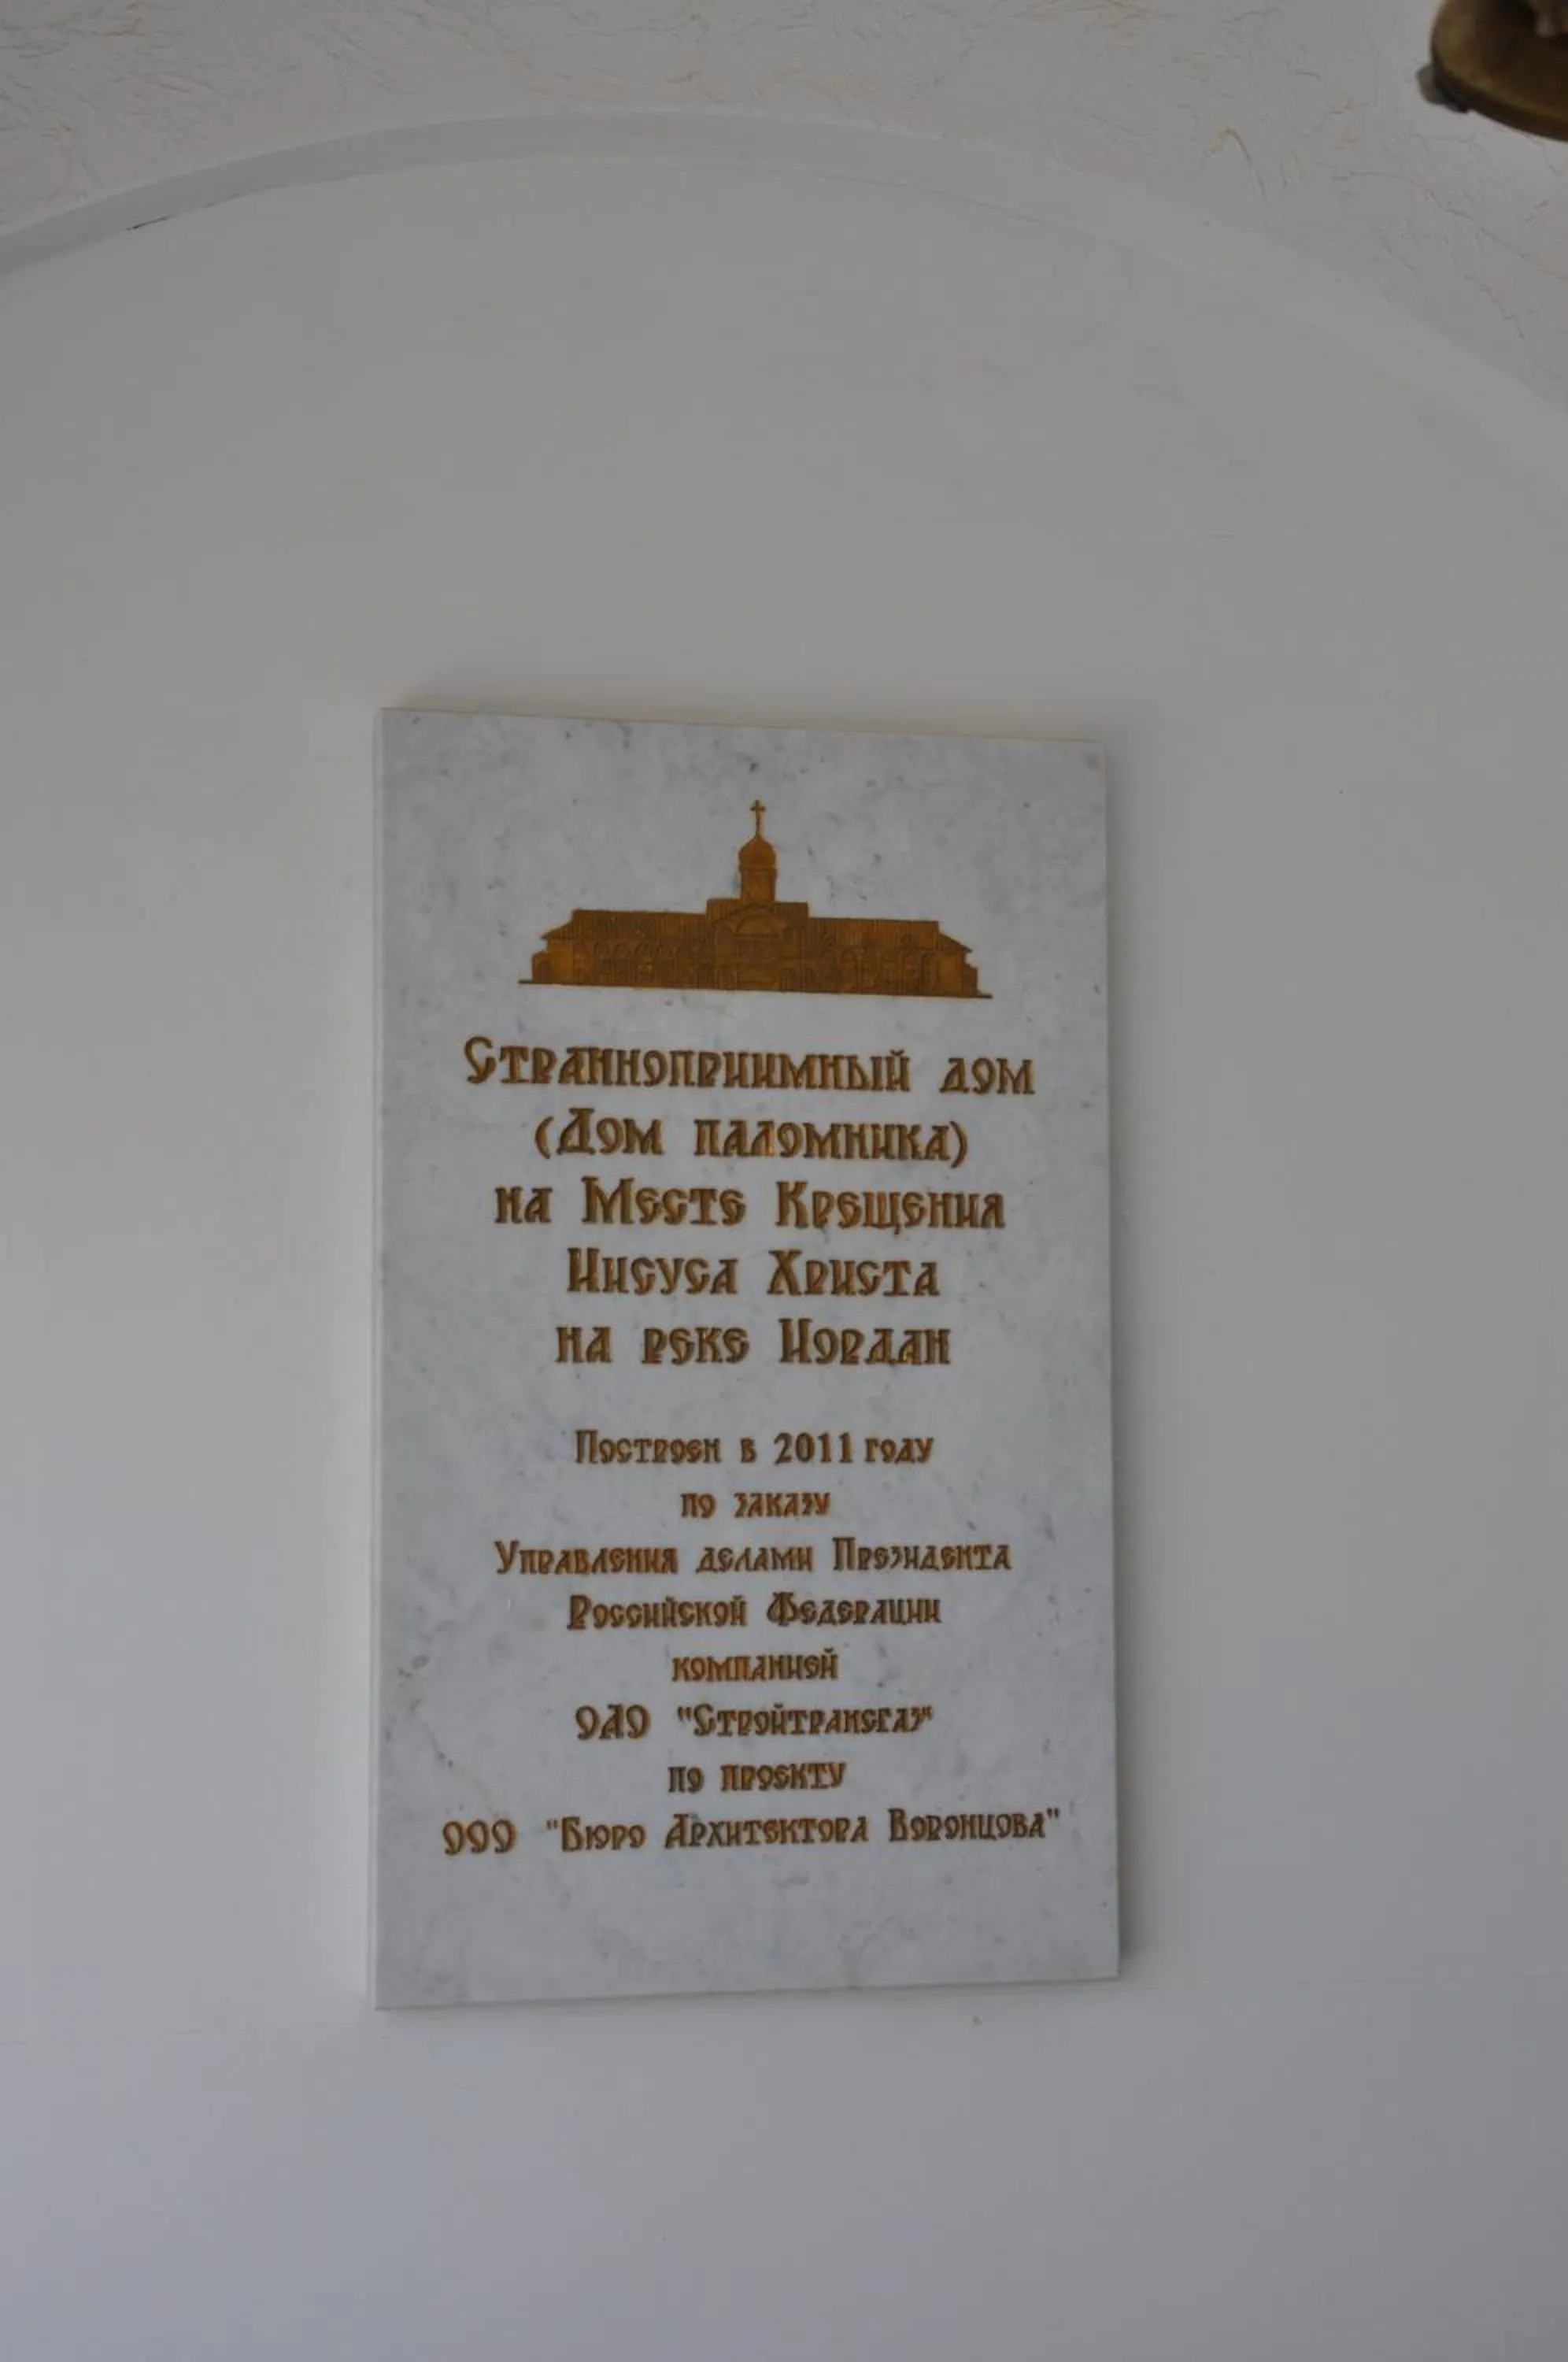 Странноприимный дом
(Дом паломника)
на Месте Крещения
Иисуса Христа
на реке Иордан
Построен в 2011 году
по заказу
Управления делами Президента
Российской Федерации
компанией
ОАО "Стройтрансгаз"
по проекту
ООО "Бюро Архитектора Воронцова"